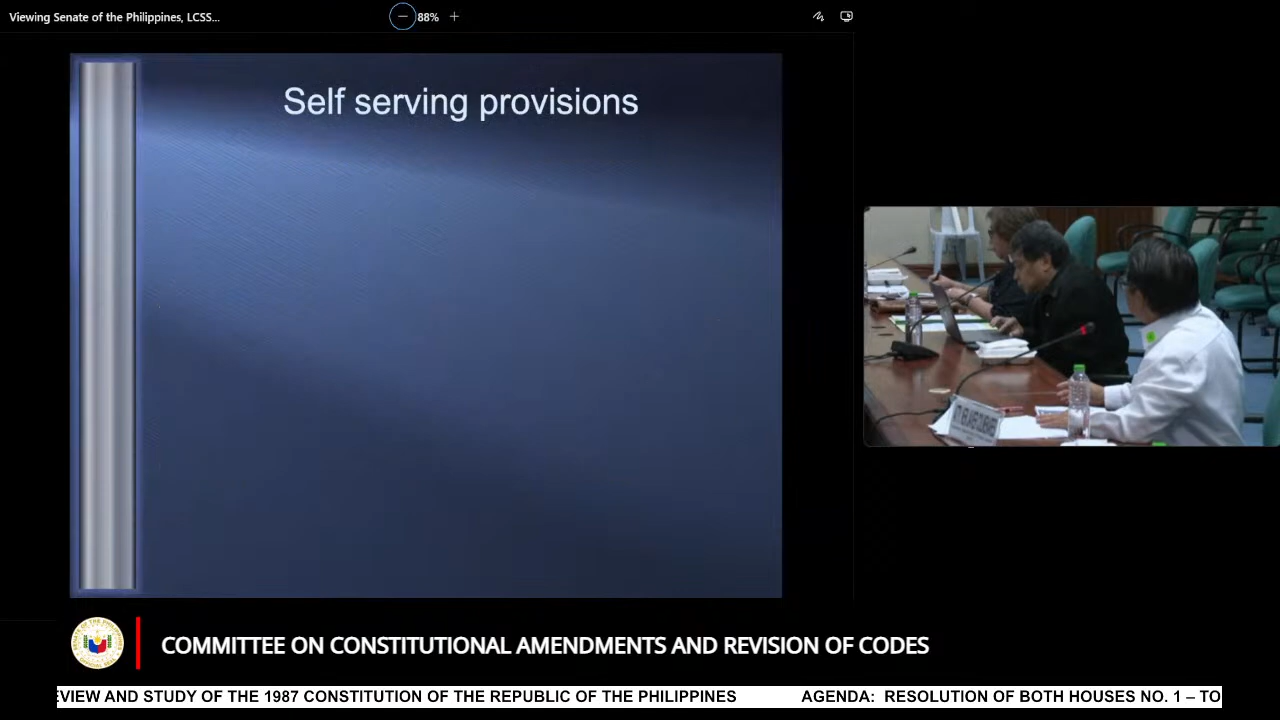 Viewing Senate of the Philippines, LCSS...
88%
Self serving provisions
COMMITTEE ON CONSTITUTIONAL AMENDMENTS AND REVISION OF CODES
EVIEW AND STUDY OF THE 1987 CONSTITUTION OF THE REPUBLIC OF THE PHILIPPINES AGENDA: RESOLUTION OF BOTH HOUSES NO. 1 – TO